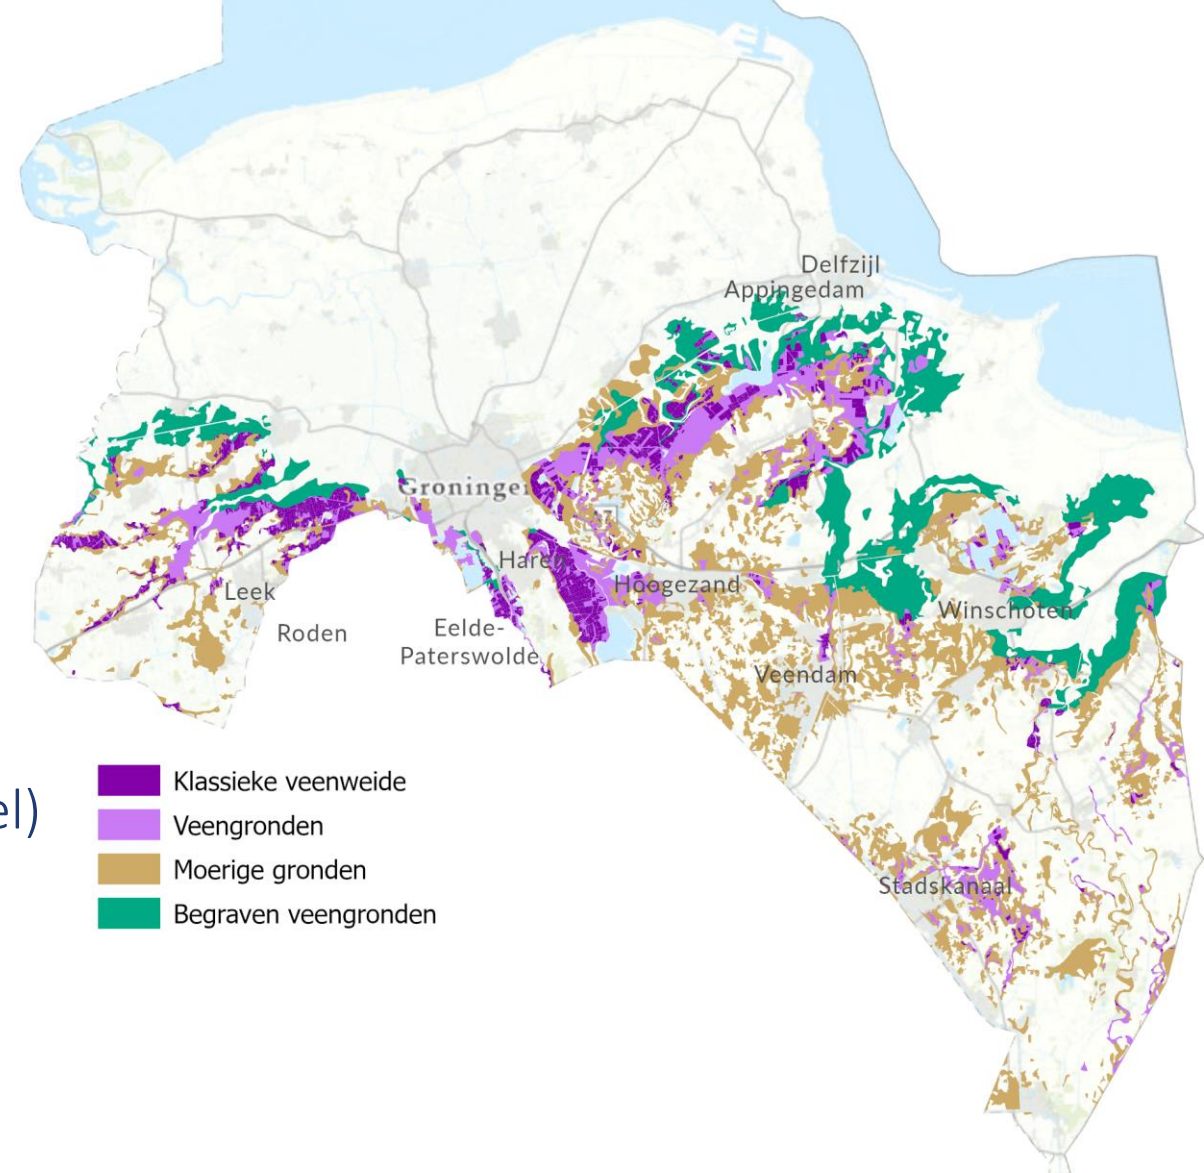 Delfzijl
Appingedam
Groningen
Haren
Hoogezand
Leek
Roden
Eelde-
Paterswolde
Winschoten
Veendam
el)
Klassieke veenweide
Veengronden
Moerige gronden
Begraven veengronden
Stadskanaal